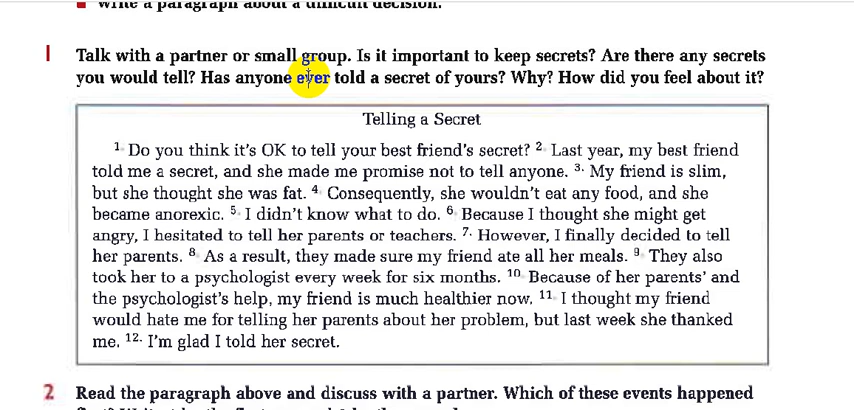 Write a paragraph about a difficult decision.
1 Talk with a partner or small group. Is it important to keep secrets? Are there any secrets
you would tell? Has anyone ever told a secret of yours? Why? How did you feel about it?
Telling a Secret
1. Do you think it's OK to tell your best friend's secret? 2. Last year, my best friend
told me a secret, and she made me promise not to tell anyone. 3. My friend is slim,
but she thought she was fat. 4. Consequently, she wouldn't eat any food, and she
became anorexic. 5. I didn't know what to do. 6. Because I thought she might get
angry, I hesitated to tell her parents or teachers. 7. However, I finally decided to tell
her parents. 8. As a result, they made sure my friend ate all her meals. 9. They also
took her to a psychologist every week for six months. 10. Because of her parents' and
the psychologist's help, my friend is much healthier now. 11. I thought my friend
would hate me for telling her parents about her problem, but last week she thanked
me. 12. I'm glad I told her secret.
2 Read the paragraph above and discuss with a partner. Which of these events happened